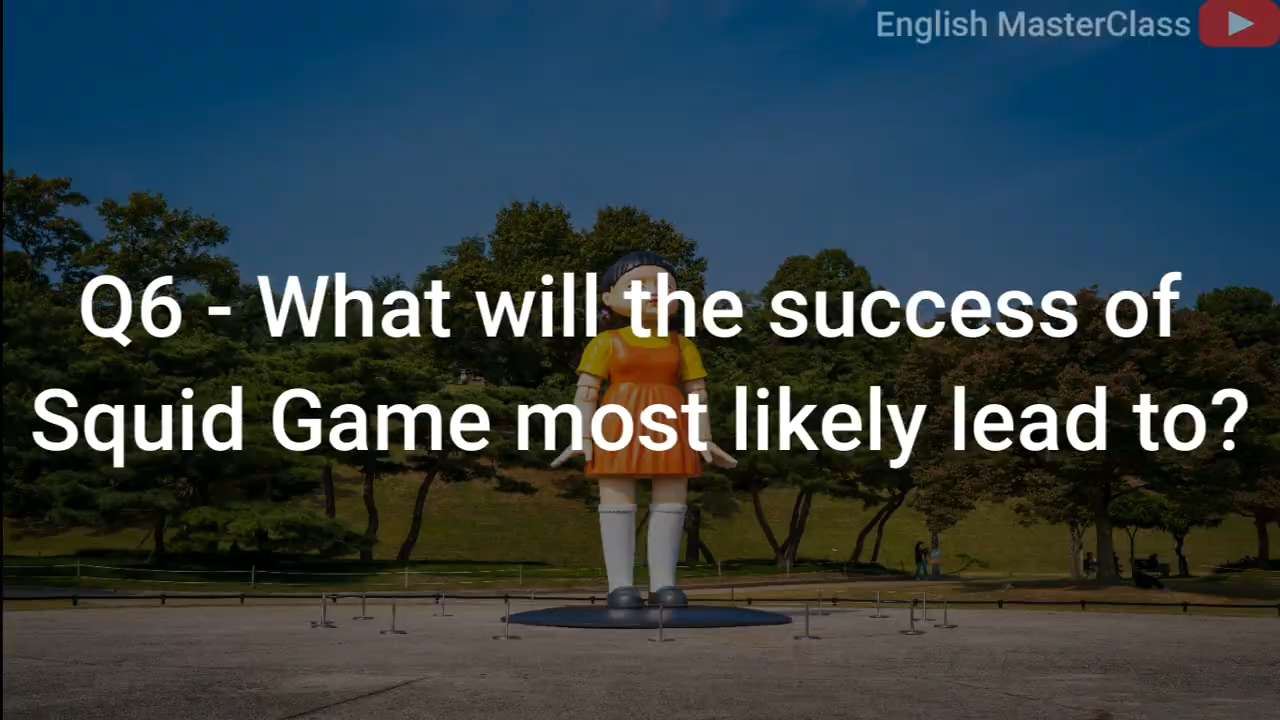 English MasterClass
Q6 - What will the success of
Squid Game most likely lead to?